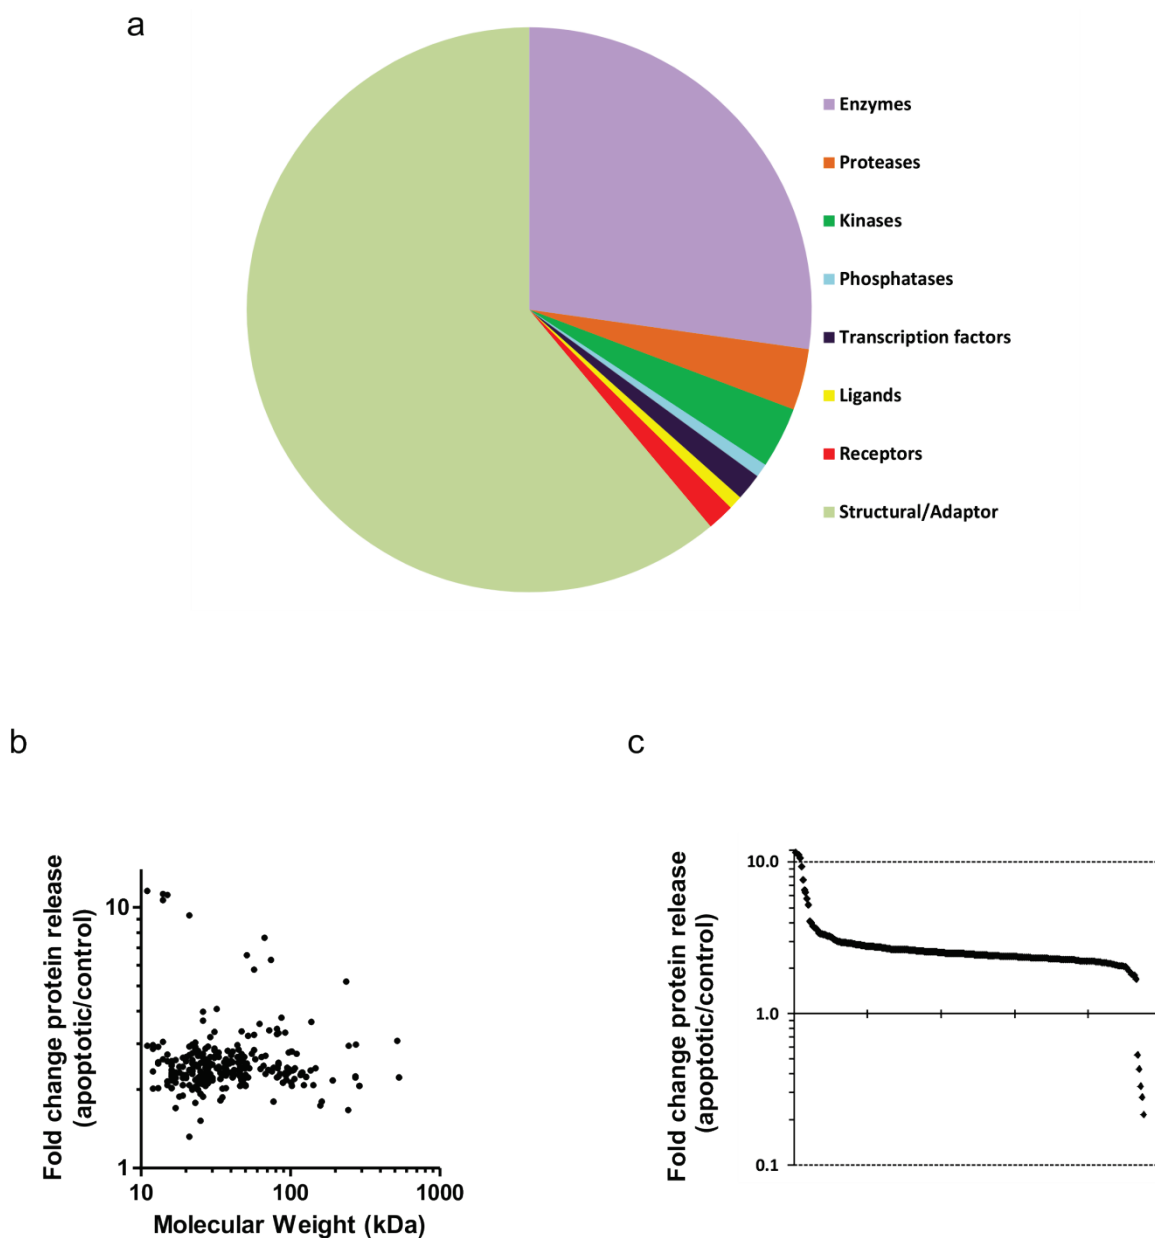 a
Enzymes
Proteases
Kinases
Phosphatases
Transcription factors
Ligands
Receptors
Structural/Adaptor
b
Fold change protein release
(apoptotic/control)
10
1
10
100
1000
Molecular Weight (kDa)
c
Fold change protein release
(apoptotic/control)
10.0
1.0
0.1